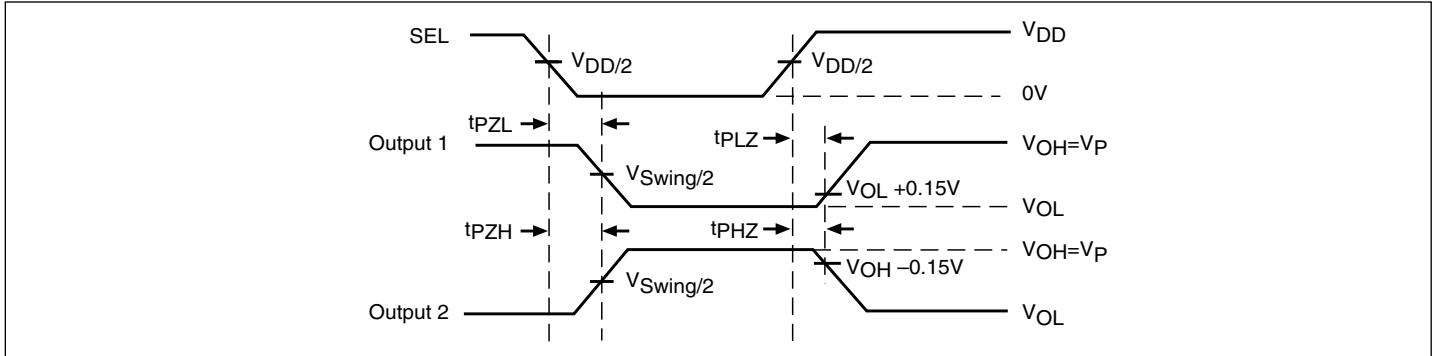 SEL
VDD/2
VDD/2
VDD
0V
tPZL
tPLZ
Output 1
VOH=VP
VSwing/2
VOL +0.15V
VOL
tPZH
tPHZ
VOH=VP
VOH –0.15V
VSwing/2
Output 2
VOL